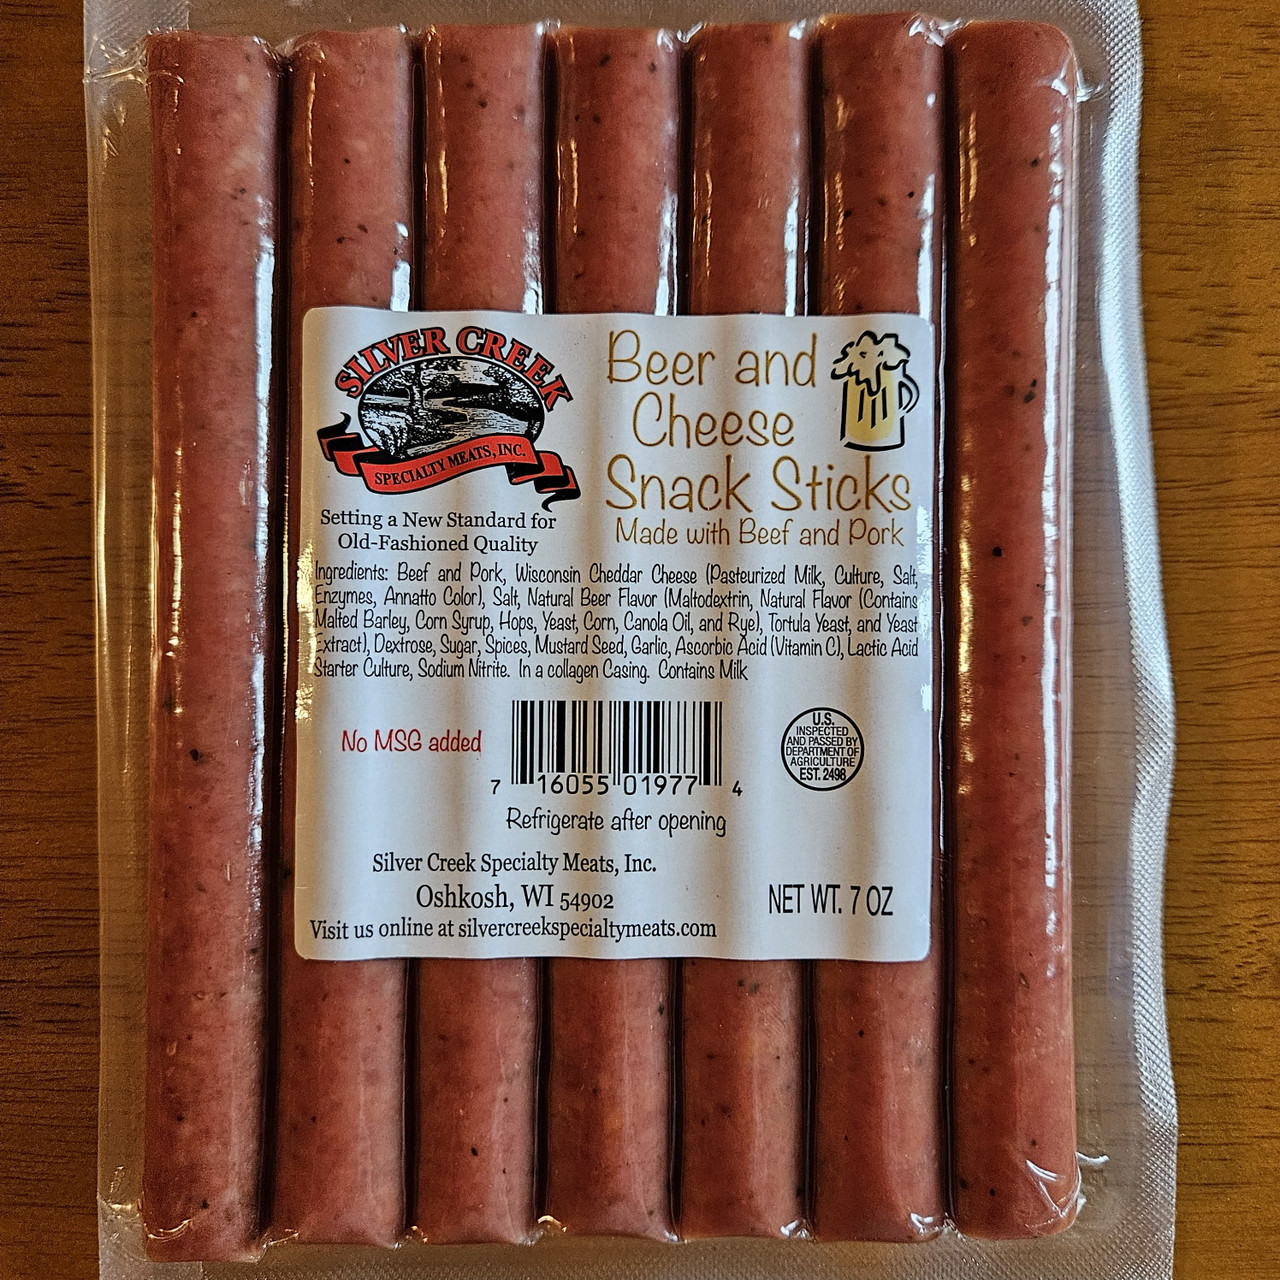 SILVER CREEK
SPECIALTY MEATS, INC.
Setting a New Standard for
Old-Fashioned Quality
Beer and
Cheese
Snack Sticks
Made with Beef and Pork
Ingredients: Beef and Pork, Wisconsin Cheddar Cheese (Pasteurized Milk, Culture, Salt,
Enzymes, Annatto Color), Salt, Natural Beer Flavor (Maltodextrin, Natural Flavor (Contains
Malted Barley, Corn Syrup, Hops, Yeast, Corn, Canola Oil, and Rye), Tortula Yeast, and Yeast
Extract), Dextrose, Sugar, Spices, Mustard Seed, Garlic, Ascorbic Acid (Vitamin C), Lactic Acid
Starter Culture, Sodium Nitrite. In a collagen Casing. Contains Milk
No MSG added
7 16055 01977 4
U.S.
INSPECTED
AND PASSED BY
DEPARTMENT OF
AGRICULTURE
EST. 2498
Refrigerate after opening
Silver Creek Specialty Meats, Inc.
Oshkosh, WI 54902
Visit us online at silvercreekspecialtymeats.com
NET WT. 7 OZ